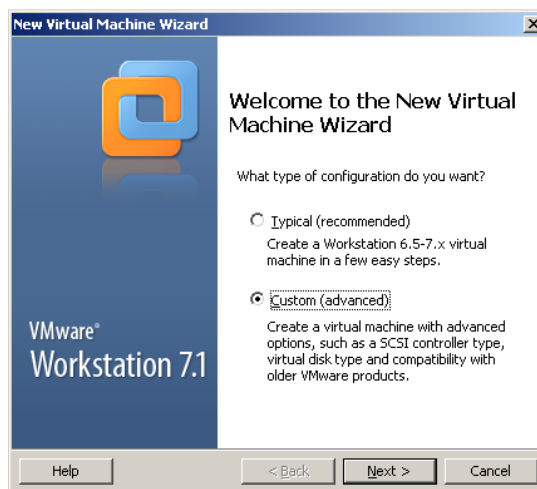 New Virtual Machine Wizard
Welcome to the New Virtual
Machine Wizard
What type of configuration do you want?
Typical (recommended)
Create a Workstation 6.5-7.x virtual
machine in a few easy steps.
Custom (advanced)
Create a virtual machine with advanced
options, such as a SCSI controller type,
virtual disk type and compatibility with
older VMware products.
VMware®
Workstation 7.1
Help
< Back
Next >
Cancel